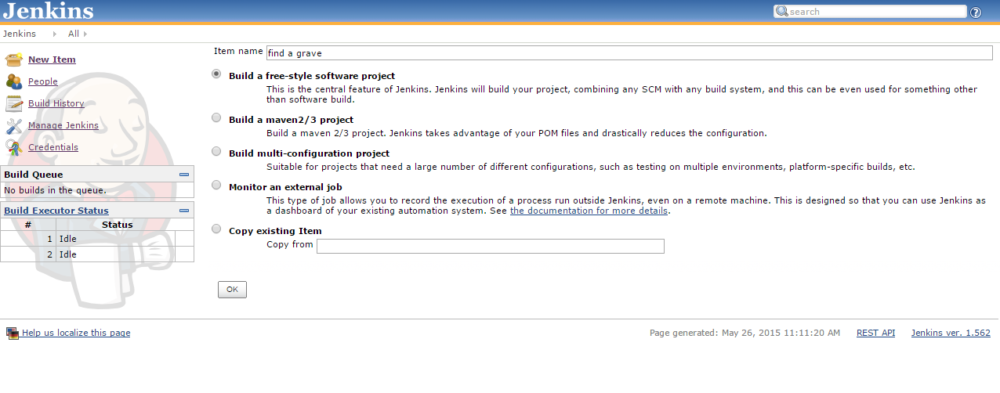 Jenkins
search
Jenkins All
New Item
People
Build History
Manage Jenkins
Credentials
Build Queue
No builds in the queue.
Build Executor Status
# Status
1 Idle
2 Idle
Item name find a grave
Build a free-style software project
This is the central feature of Jenkins. Jenkins will build your project, combining any SCM with any build system, and this can be even used for something other
than software build.
Build a maven2/3 project
Build a maven 2/3 project. Jenkins takes advantage of your POM files and drastically reduces the configuration.
Build multi-configuration project
Suitable for projects that need a large number of different configurations, such as testing on multiple environments, platform-specific builds, etc.
Monitor an external job
This type of job allows you to record the execution of a process run outside Jenkins, even on a remote machine. This is designed so that you can use Jenkins as
a dashboard of your existing automation system. See the documentation for more details.
Copy existing Item
Copy from
OK
Help us localize this page
Page generated: May 26, 2015 11:11:20 AM REST API Jenkins ver. 1.562